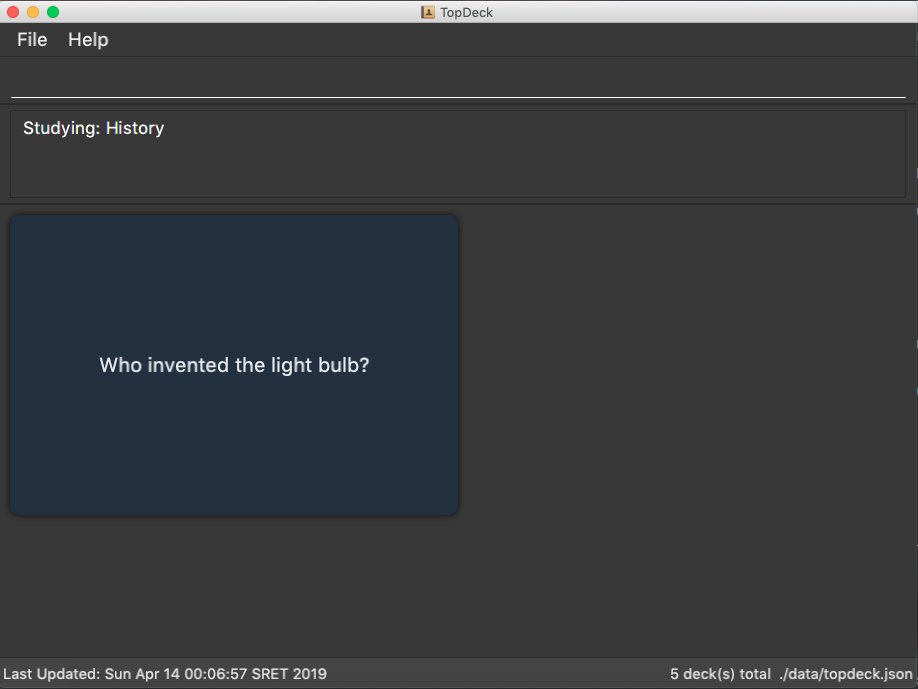 TopDeck
File Help
Studying: History
Who invented the light bulb?
Last Updated: Sun Apr 14 00:06:57 SRET 2019 5 deck(s) total ./data/topdeck.json